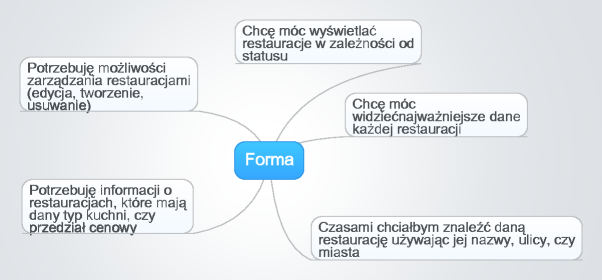 Chcę móc wyświetlać
restauracje w zależności od
statusu
Potrzebuję możliwości
zarządzania restauracjami
(edycja, tworzenie,
usuwanie)
Chcę móc
widziećnajważniejsze dane
każdej restauracji
Forma
Potrzebuję informacji o
restauracjach, które mają
dany typ kuchni, czy
przedział cenowy
Czasami chciałbym znaleźć daną
restaurację używając jej nazwy, ulicy, czy
miasta